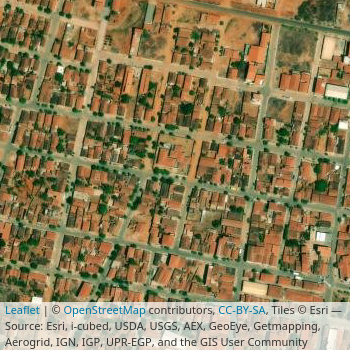 Leaflet | © OpenStreetMap contributors, CC-BY-SA, Tiles © Esri —
Source: Esri, i-cubed, USDA, USGS, AEX, GeoEye, Getmapping,
Aerogrid, IGN, IGP, UPR-EGP, and the GIS User Community